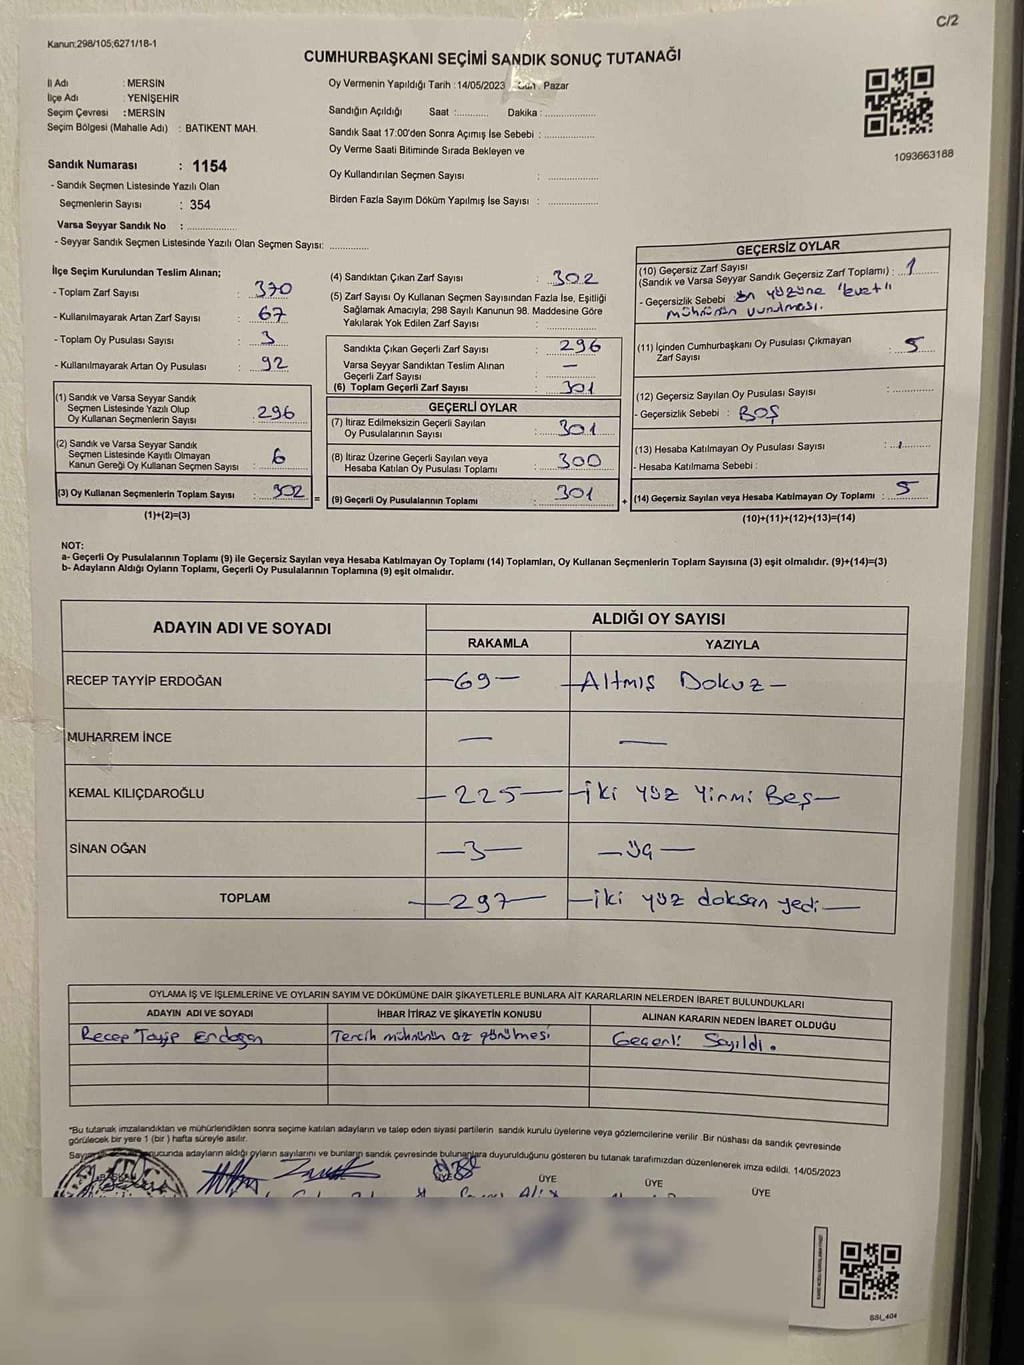 C/2
Kanun:298/105;6271/18-1
CUMHURBAŞKANI SEÇİMİ SANDIK SONUÇ TUTANAĞI
İl Adı : MERSİN
İlçe Adı : YENİŞEHİR
Seçim Çevresi : MERSİN
Seçim Bölgesi (Mahalle Adı) : BATIKENT MAH.
Oy Vermenin Yapıldığı Tarih : 14/05/2023 Gün : Pazar
Sandığın Açıldığı Saat :........... Dakika :................
Sandık Saat 17:00'den Sonra Açımış İse Sebebi :................
Oy Verme Saati Bitiminde Sırada Bekleyen ve
Oy Kullandırılan Seçmen Sayısı : ................
Birden Fazla Sayım Döküm Yapılmış İse Sayısı : ................
1093663188
Sandık Numarası : 1154
- Sandık Seçmen Listesinde Yazılı Olan
Seçmenlerin Sayısı : 354
Varsa Seyyar Sandık No : ................
- Seyyar Sandık Seçmen Listesinde Yazılı Olan Seçmen Sayısı: ............
İlçe Seçim Kurulundan Teslim Alınan;
- Toplam Zarf Sayısı : 370
- Kullanılmayarak Artan Zarf Sayısı : 67
- Toplam Oy Pusulası Sayısı : 3
- Kullanılmayarak Artan Oy Pusulası : 92
(1) Sandık ve Varsa Seyyar Sandık
Seçmen Listesinde Yazılı Olup
Oy Kullanan Seçmenlerin Sayısı : 296
(2) Sandık ve Varsa Seyyar Sandık
Seçmen Listesinde Kayıtlı Olmayan
Kanun Gereği Oy Kullanan Seçmen Sayısı : 6
(3) Oy Kullanan Seçmenlerin Toplam Sayısı : 302 =
(1)+(2)=(3)
(4) Sandıktan Çıkan Zarf Sayısı : 302
(5) Zarf Sayısı Oy Kullanan Seçmen Sayısından Fazla İse, Eşitliği
Sağlamak Amacıyla; 298 Sayılı Kanunun 98. Maddesine Göre
Yakılarak Yok Edilen Zarf Sayısı : ................
Sandıkta Çıkan Geçerli Zarf Sayısı : 296
Varsa Seyyar Sandıktan Teslim Alınan
Geçerli Zarf Sayısı : —
(6) Toplam Geçerli Zarf Sayısı : 301
GEÇERLİ OYLAR
(7) İtiraz Edilmeksizin Geçerli Sayılan
Oy Pusulalarının Sayısı : 301
(8) İtiraz Üzerine Geçerli Sayılan veya
Hesaba Katılan Oy Pusulası Toplamı : 300
(9) Geçerli Oy Pusulalarının Toplamı : 301 +
GEÇERSİZ OYLAR
(10) Geçersiz Zarf Sayısı
(Sandık ve Varsa Seyyar Sandık Geçersiz Zarf Toplamı) : 1
- Geçersizlik Sebebi : Ön yüzüne "evet"
mührünün vurulması.
(11) İçinden Cumhurbaşkanı Oy Pusulası Çıkmayan
Zarf Sayısı : 5
(12) Geçersiz Sayılan Oy Pusulası Sayısı :................
- Geçersizlik Sebebi : BOŞ
(13) Hesaba Katılmayan Oy Pusulası Sayısı :................
- Hesaba Katılmama Sebebi :
(14) Geçersiz Sayılan veya Hesaba Katılmayan Oy Toplamı : 5
(10)+(11)+(12)+(13)=(14)
NOT:
a- Geçerli Oy Pusulalarının Toplamı (9) ile Geçersiz Sayılan veya Hesaba Katılmayan Oy Toplamı (14) Toplamları, Oy Kullanan Seçmenlerin Toplam Sayısına (3) eşit olmalıdır. (9)+(14)=(3)
b- Adayların Aldığı Oyların Toplamı, Geçerli Oy Pusulalarının Toplamına (9) eşit olmalıdır.
ADAYIN ADI VE SOYADI ALDIĞI OY SAYISI
RAKAMLA YAZIYLA
RECEP TAYYİP ERDOĞAN —69— —Altmış Dokuz—
MUHARREM İNCE — —
KEMAL KILIÇDAROĞLU —225— —iki yüz Yirmi Beş—
SİNAN OĞAN —3— —üç—
TOPLAM —297— —iki yüz doksan yedi—
OYLAMA İŞ VE İŞLEMLERİNE VE OYLARIN SAYIM VE DÖKÜMÜNE DAİR ŞİKAYETLERLE BUNLARA AİT KARARLARIN NELERDEN İBARET BULUNDUKLARI
ADAYIN ADI VE SOYADI İHBAR İTİRAZ VE ŞİKAYETİN KONUSU ALINAN KARARIN NEDEN İBARET OLDUĞU
Recep Tayyip Erdoğan Tercih mührünün az görülmesi Geçerli Sayıldı.
*Bu tutanak imzalandıktan ve mühürlendikten sonra seçime katılan adayların ve talep eden siyasi partilerin sandık kurulu üyelerine veya gözlemcilerine verilir .Bir nüshası da sandık çevresinde
görülecek bir yere 1 (bir ) hafta süreyle asılır.
adayların aldığı oyların sayılarını ve bunların sandık çevresinde bulunanlara duyurulduğunu gösteren bu tutanak tarafımızdan düzenlenerek imza edildi. 14/05/2023
ÜYE ÜYE ÜYE
SSI_404